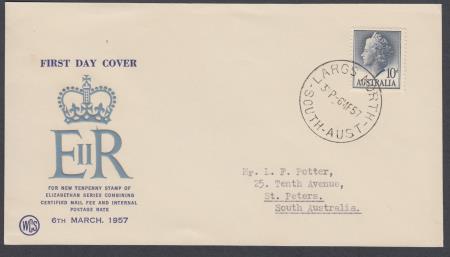 FIRST DAY COVER
EIIR
FOR NEW TENPENNY STAMP OF
ELIZABETHAN SERIES COMBINING
CERTIFIED MAIL FEE AND INTERNAL
POSTAGE RATE
WCS
6TH MARCH, 1957
10d
AUSTRALIA
LARGS NORTH
6MR57
SOUTH-AUST
Mr. L. F. Potter,
25. Tenth Avenue,
St. Peters.
South Australia.